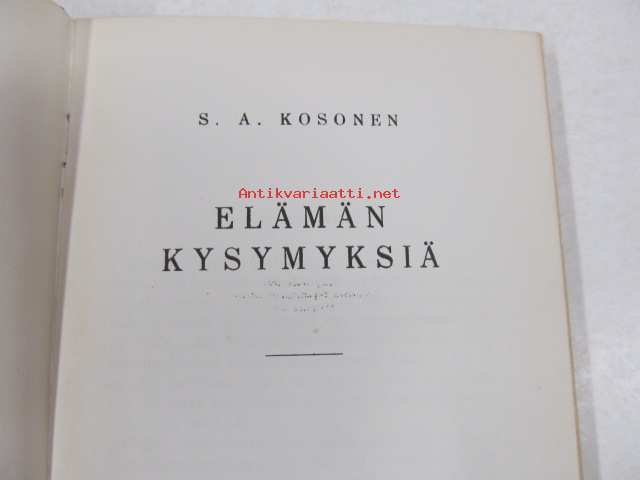 S. A. KOSONEN
Antikvariaatti.net
ELÄMÄN
KYSYMYKSIÄ